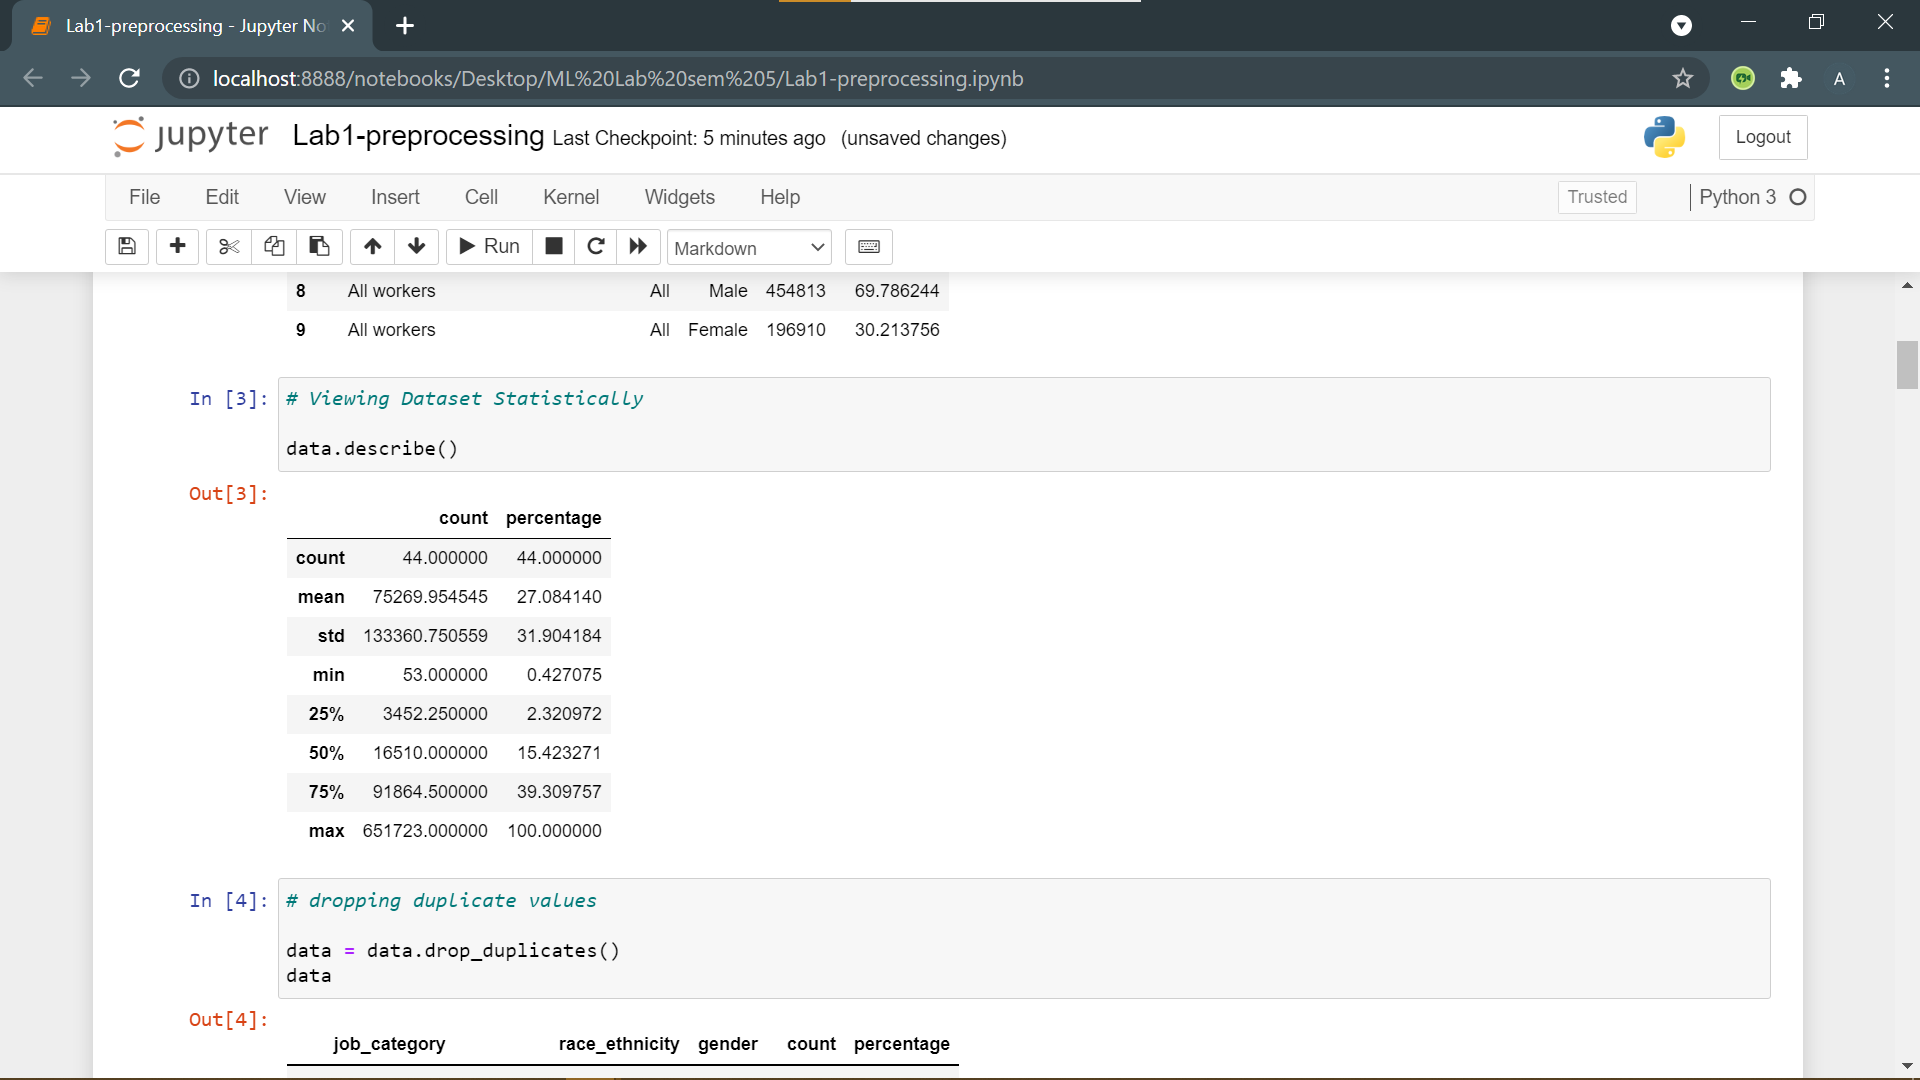 Lab1-preprocessing - Jupyter No
localhost:8888/notebooks/Desktop/ML%20Lab%20sem%205/Lab1-preprocessing.ipynb
A
jupyter Lab1-preprocessing Last Checkpoint: 5 minutes ago (unsaved changes)
Logout
File Edit View Insert Cell Kernel Widgets Help
Trusted
Python 3
Run
Markdown
8 All workers All Male 454813 69.786244
9 All workers All Female 196910 30.213756
In [3]: # Viewing Dataset Statistically
data.describe()
Out[3]:
count percentage
count 44.000000 44.000000
mean 75269.954545 27.084140
std 133360.750559 31.904184
min 53.000000 0.427075
25% 3452.250000 2.320972
50% 16510.000000 15.423271
75% 91864.500000 39.309757
max 651723.000000 100.000000
In [4]: # dropping duplicate values
data = data.drop_duplicates()
data
Out[4]:
job_category race_ethnicity gender count percentage